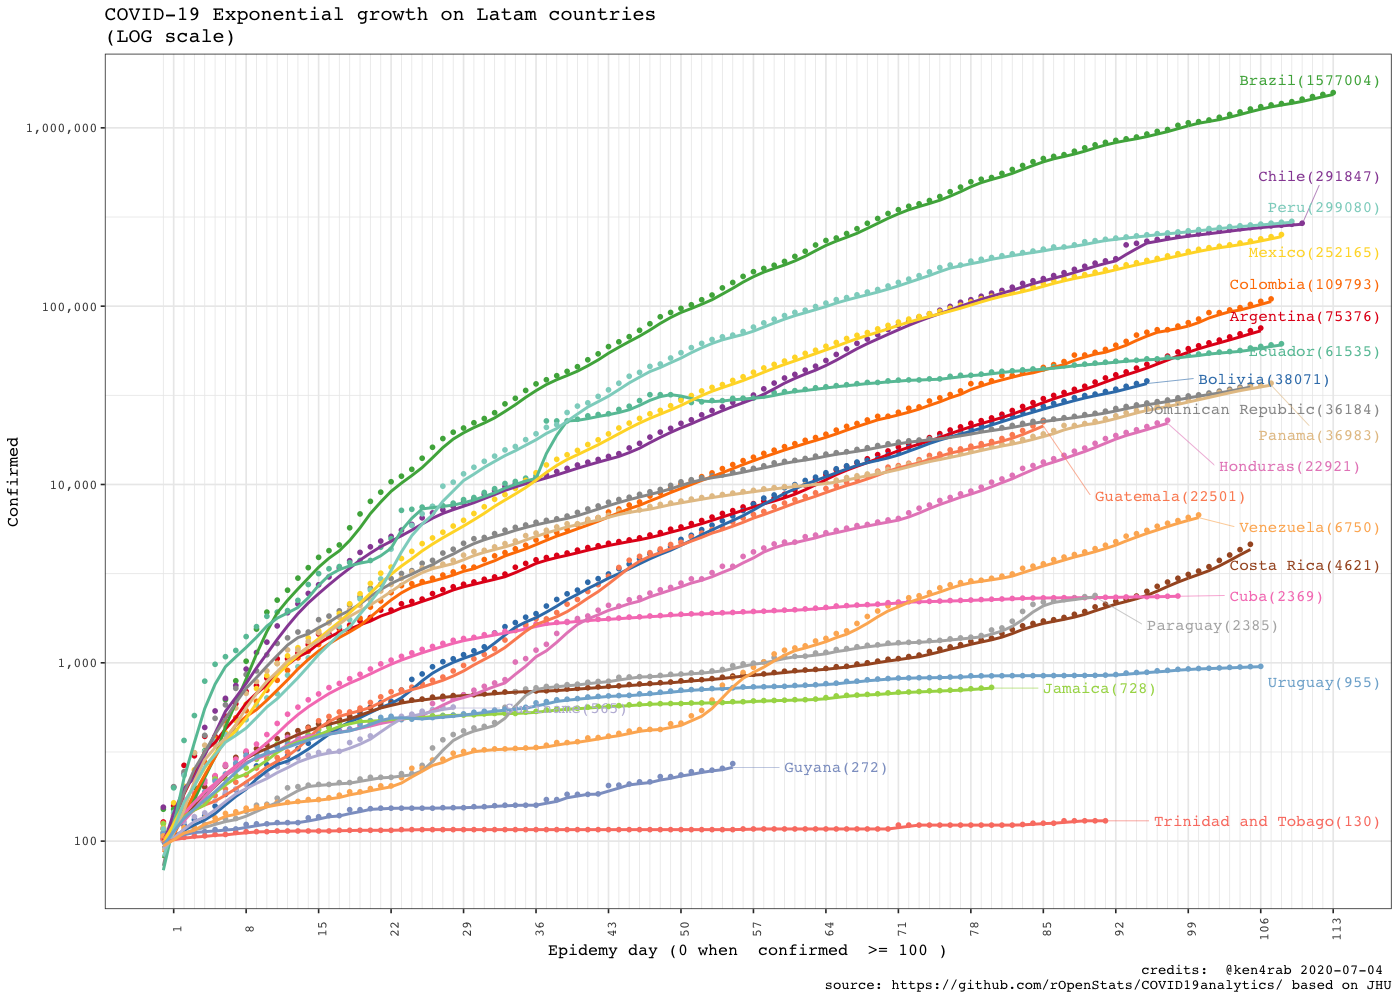 COVID-19 Exponential growth on Latam countries
(LOG scale)
Confirmed
1,000,000
100,000
10,000
1,000
100
Brazil(1577004)
Chile(291847)
Peru(299080)
Mexico(252165)
Colombia(109793)
Argentina(75376)
Ecuador(61535)
Bolivia(38071)
Dominican Republic(36184)
Panama(36983)
Honduras(22921)
Guatemala(22501)
Venezuela(6750)
Costa Rica(4621)
Cuba(2369)
Paraguay(2385)
Uruguay(955)
Jamaica(728)
Guyana(272)
Trinidad and Tobago(130)
1 8 15 22 29 36 43 50 57 64 71 78 85 92 99 106 113
Epidemy day (0 when  confirmed  >= 100 )
credits:  @ken4rab 2020-07-04
source: https://github.com/rOpenStats/COVID19analytics/ based on JHU